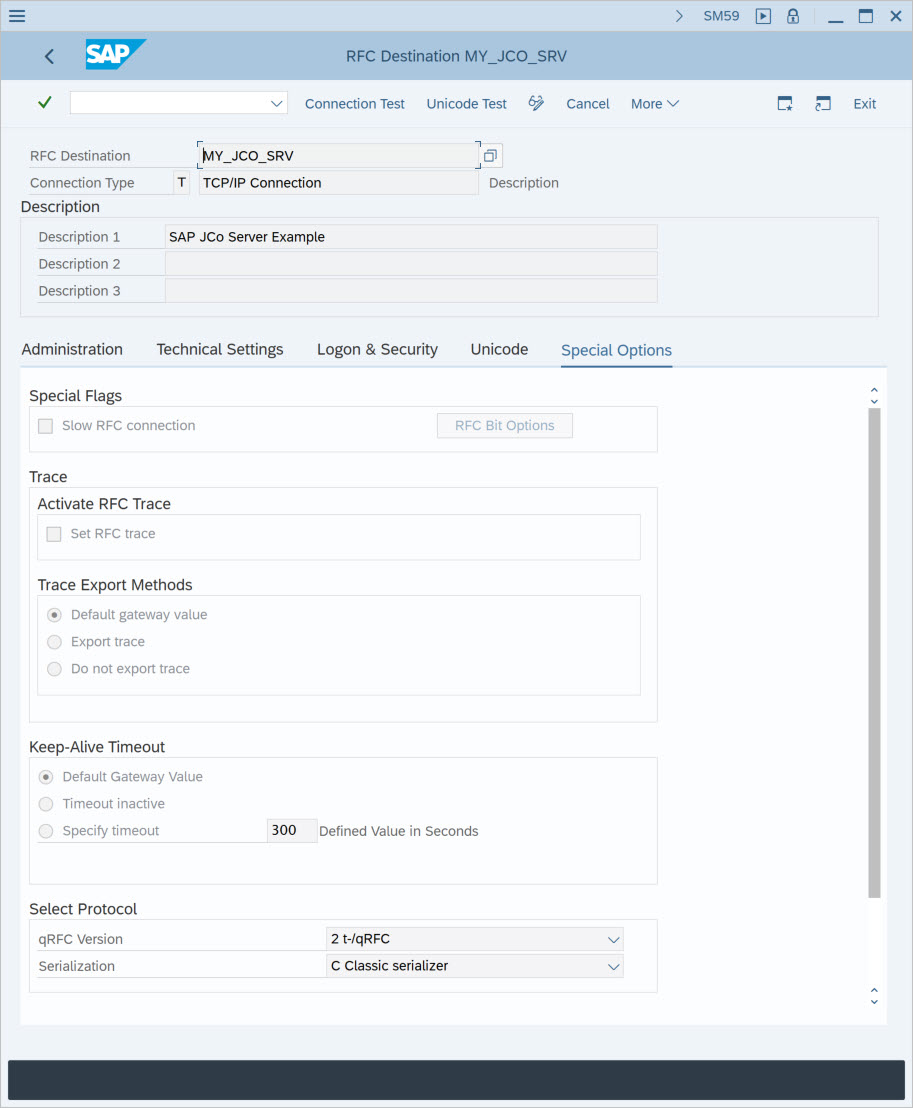 SM59
SAP RFC Destination MY_JCO_SRV
Connection Test Unicode Test Cancel More Exit
RFC Destination MY_JCO_SRV
Connection Type T TCP/IP Connection Description
Description
Description 1 SAP JCo Server Example
Description 2
Description 3
Administration Technical Settings Logon & Security Unicode Special Options
Special Flags
Slow RFC connection RFC Bit Options
Trace
Activate RFC Trace
Set RFC trace
Trace Export Methods
Default gateway value
Export trace
Do not export trace
Keep-Alive Timeout
Default Gateway Value
Timeout inactive
Specify timeout 300 Defined Value in Seconds
Select Protocol
qRFC Version 2 t-/qRFC
Serialization C Classic serializer